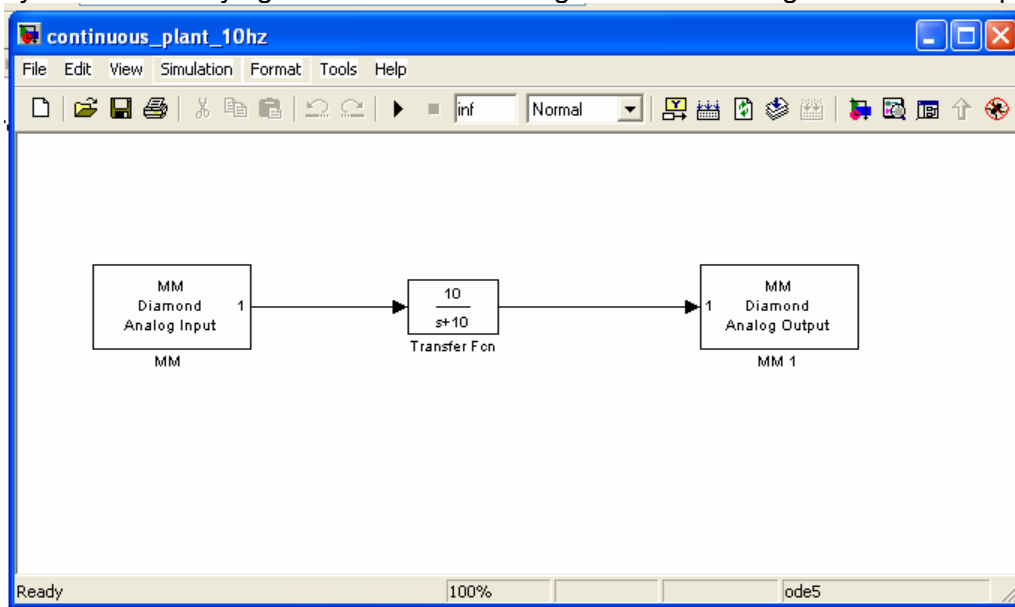 continuous_plant_10hz
File Edit View Simulation Format Tools Help
inf Normal
MM
Diamond
Analog Input
1
MM
10
s+10
Transfer Fcn
1
MM
Diamond
Analog Output
MM 1
Ready 100% ode5